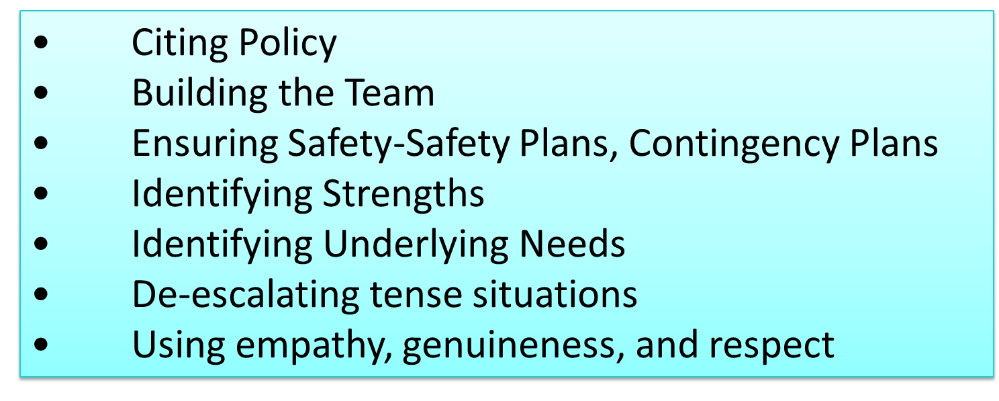 • Citing Policy
• Building the Team
• Ensuring Safety-Safety Plans, Contingency Plans
• Identifying Strengths
• Identifying Underlying Needs
• De-escalating tense situations
• Using empathy, genuineness, and respect